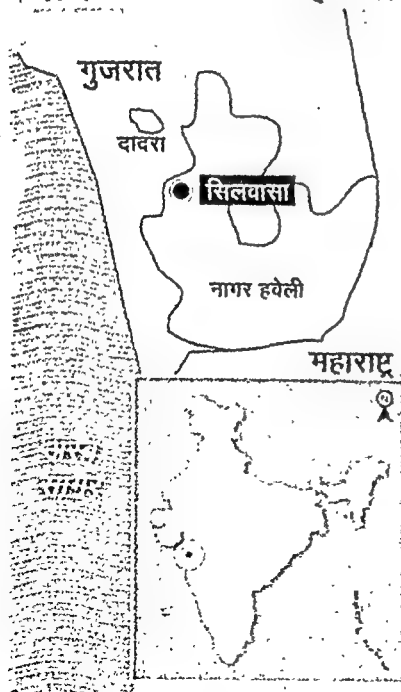 गुजरात
दादरा
सिलवासा
नागर हवेली
महाराष्ट्र
N